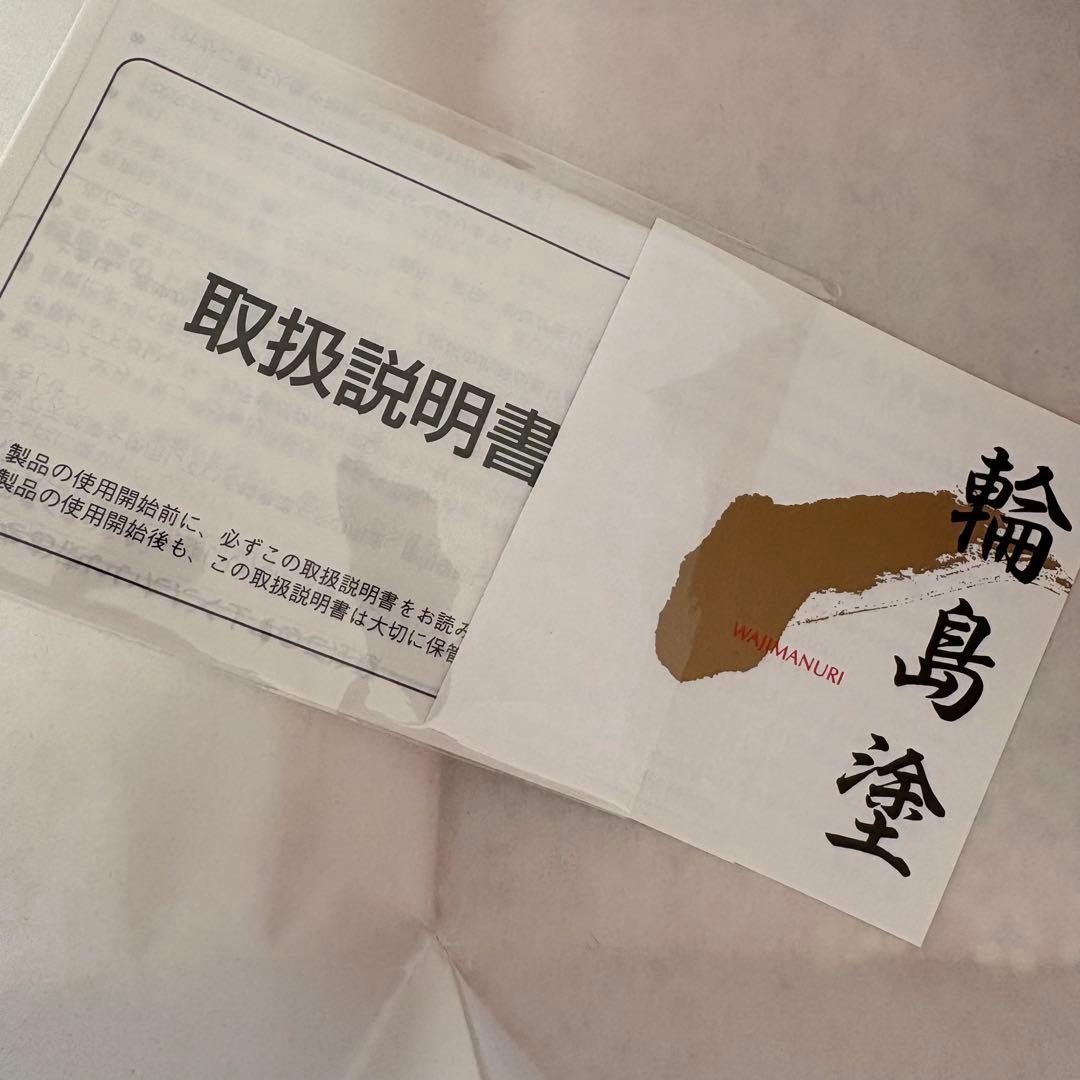 取扱説明書
製品の使用開始前に、必ずこの取扱説明書をお読み
製品の使用開始後も、この取扱説明書は大切に保管
輪島塗
WAJIMANURI